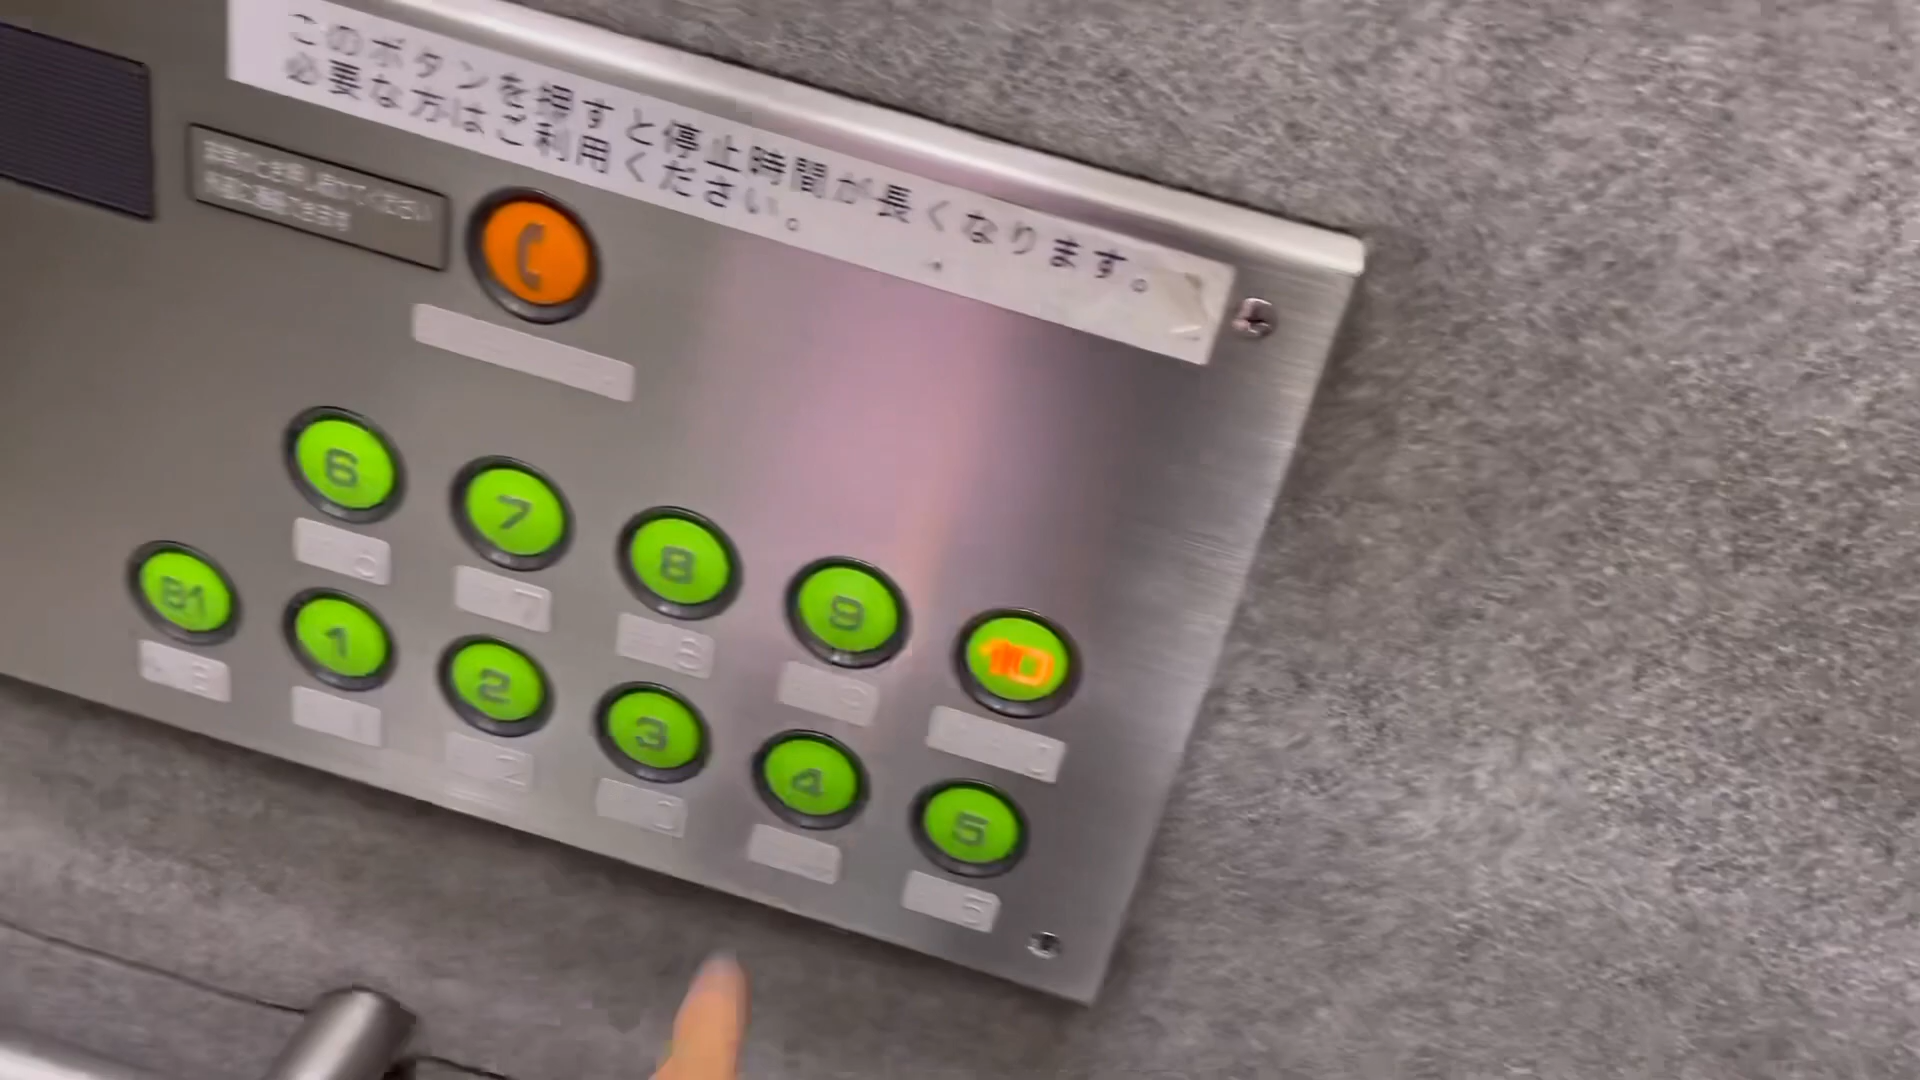 このボタンを押すと停止時間が長くなります。
必要な方はご利用ください。
6 7 8 9 10
B1 1 2 3 4 5